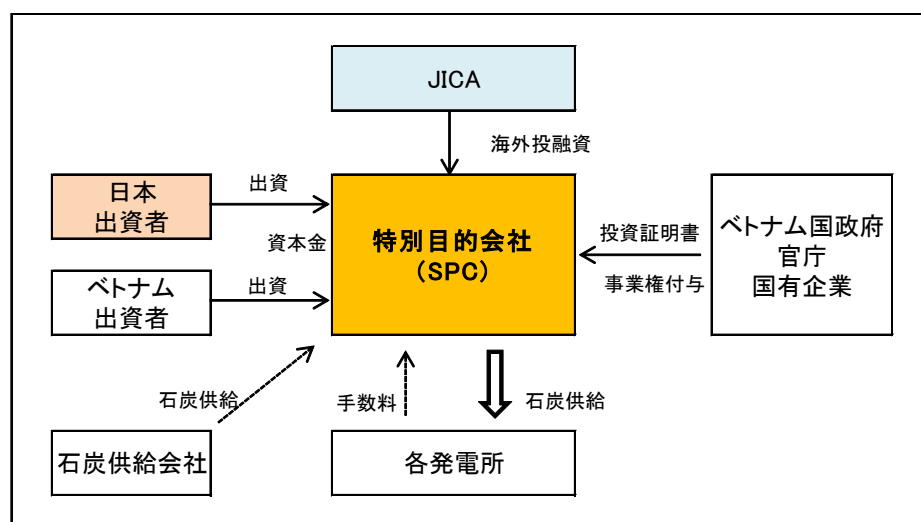 JICA
海外投融資
日本
出資者
出資
資本金
特別目的会社
(SPC)
投資証明書
事業権付与
ベトナム国政府
官庁
国有企業
ベトナム
出資者
出資
石炭供給
手数料
石炭供給
石炭供給会社
各発電所